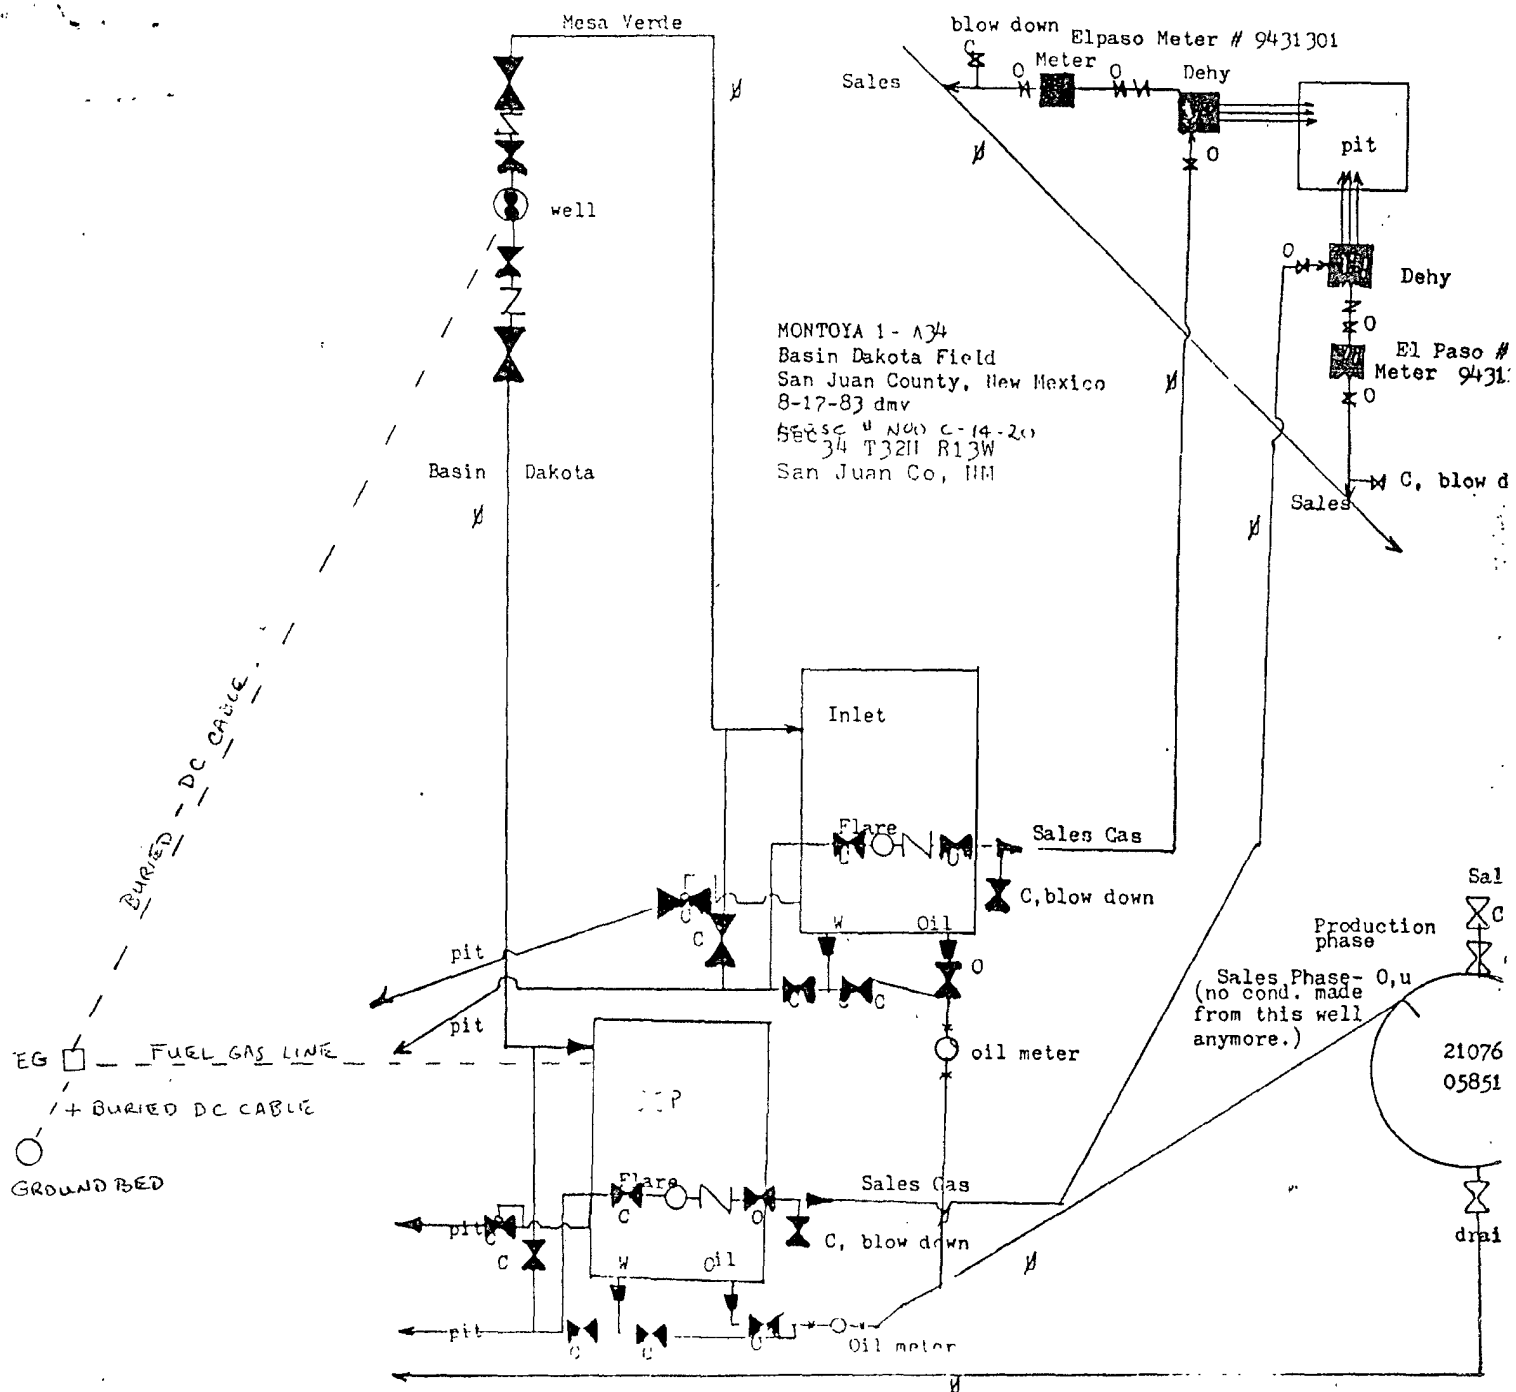 Mesa Verde
blow down
Elpaso Meter # 9431301
C
O
Meter
O
Dehy
Sales
ø
ø
O
pit
well
O
Dehy
O
El Paso #
Meter 9431
O
MONTOYA 1 - A34
Basin Dakota Field
San Juan County, New Mexico
8-17-83 dmv
34 T32N R13W
San Juan Co, NM
ø
Basin Dakota
ø
C, blow d
Sales
ø
Inlet
BURIED - DC CABLE
Flare
Sales Gas
C
O
C, blow down
Sal
C
C
W
Oil
C
O
pit
Production
phase
Sales Phase- O,u
(no cond. made
from this well
anymore.)
C
C
pit
EG
FUEL GAS LINE
oil meter
21076
05851
+ BURIED DC CABLE
GROUND BED
Flare
Sales Gas
C
O
pit
C
C
C, blow down
W
Oil
drai
ø
pit
Oil meter
ø